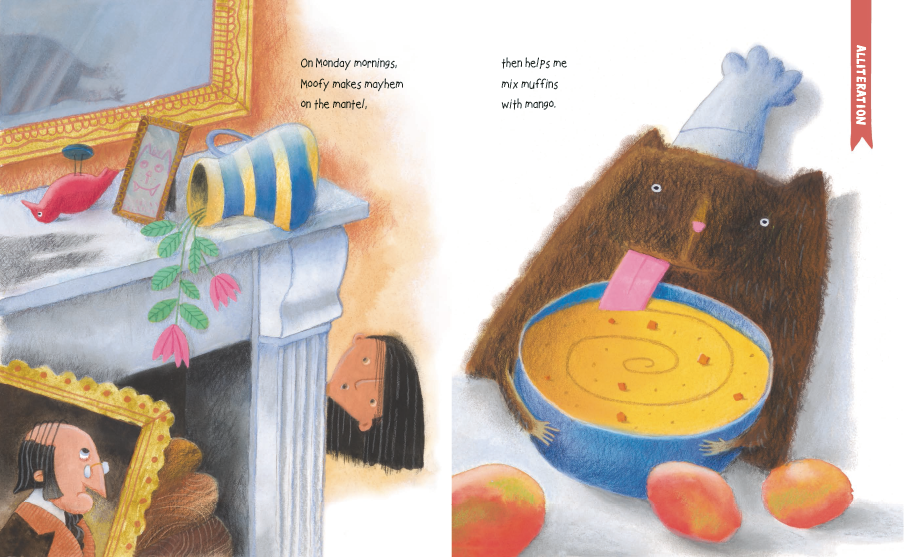 On Monday mornings,
Moofy makes mayhem
on the mantel,
then helps me
mix muffins
with mango.
ALLITERATION